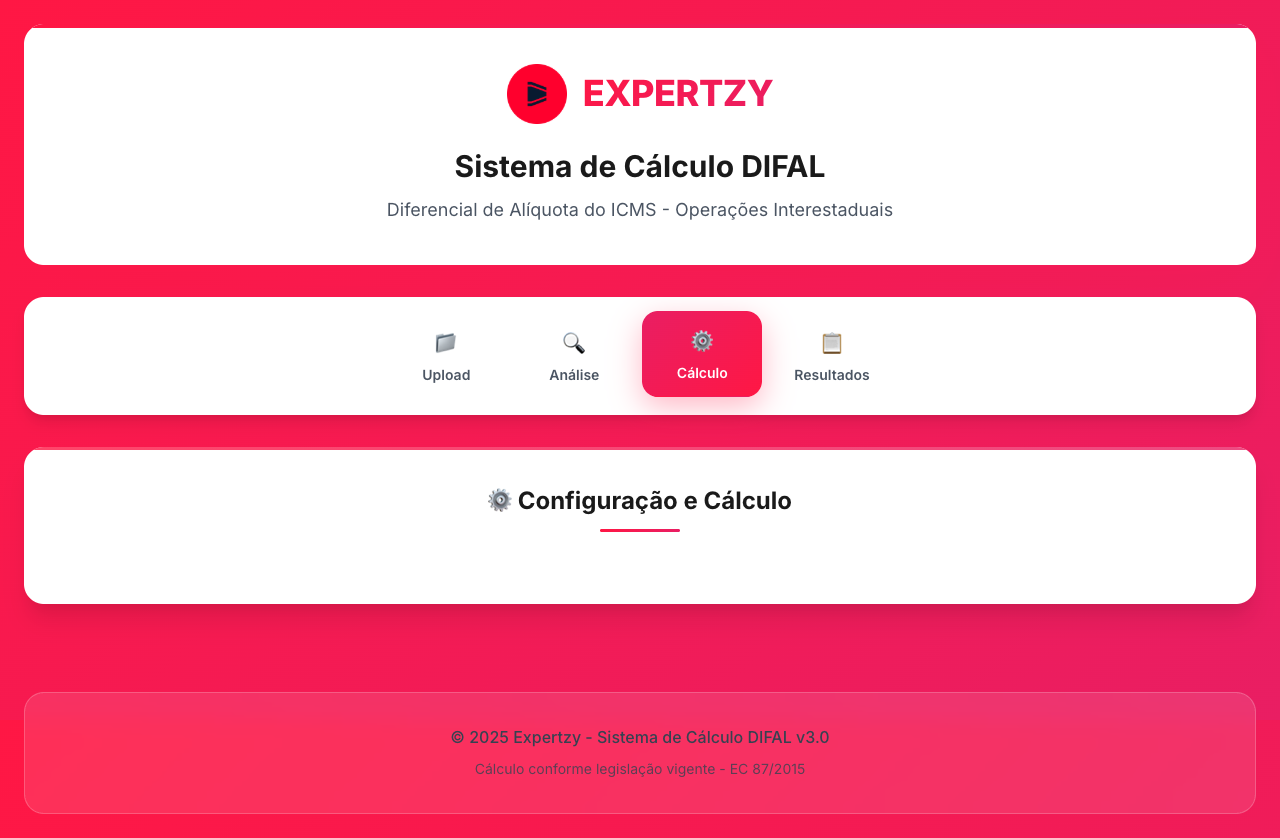 EXPERTZY
Sistema de Cálculo DIFAL
Diferencial de Alíquota do ICMS - Operações Interestaduais
Upload
Análise
Cálculo
Resultados
Configuração e Cálculo
© 2025 Expertzy - Sistema de Cálculo DIFAL v3.0
Cálculo conforme legislação vigente - EC 87/2015